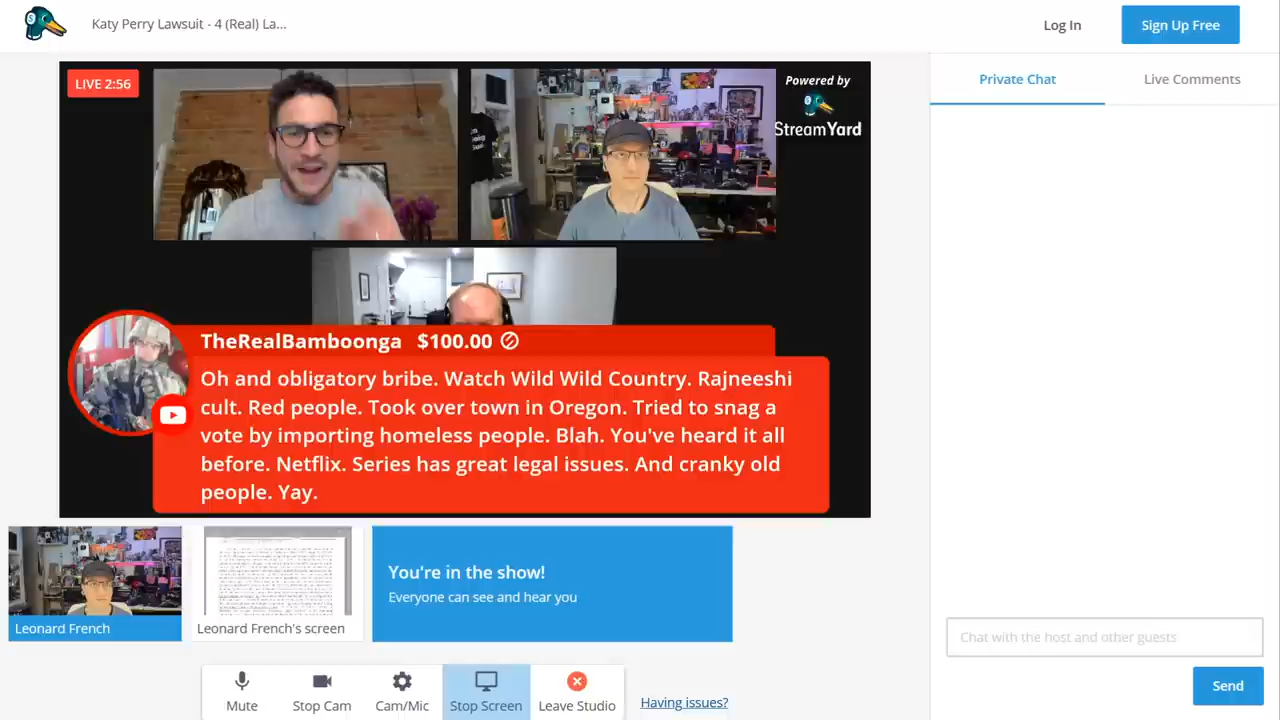 Katy Perry Lawsuit - 4 (Real) La...
Log In
Sign Up Free
LIVE 2:56
Powered by
StreamYard
Private Chat
Live Comments
TheRealBamboonga $100.00
Oh and obligatory bribe. Watch Wild Wild Country. Rajneeshi
cult. Red people. Took over town in Oregon. Tried to snag a
vote by importing homeless people. Blah. You've heard it all
before. Netflix. Series has great legal issues. And cranky old
people. Yay.
Leonard French
Leonard French's screen
You're in the show!
Everyone can see and hear you
Chat with the host and other guests
Send
Mute
Stop Cam
Cam/Mic
Stop Screen
Leave Studio
Having issues?